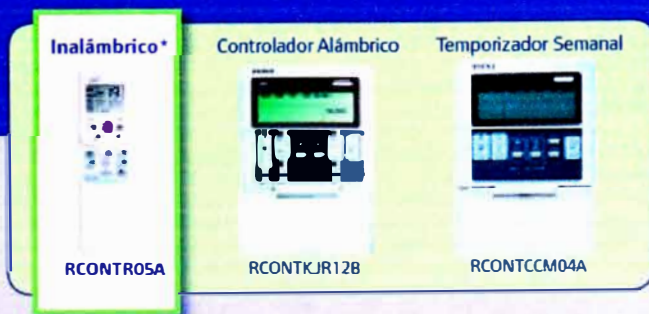 Inalámbrico*
Controlador Alámbrico
Temporizador Semanal
RCONTR05A
RCONTKJR12B
RCONTCCM04A